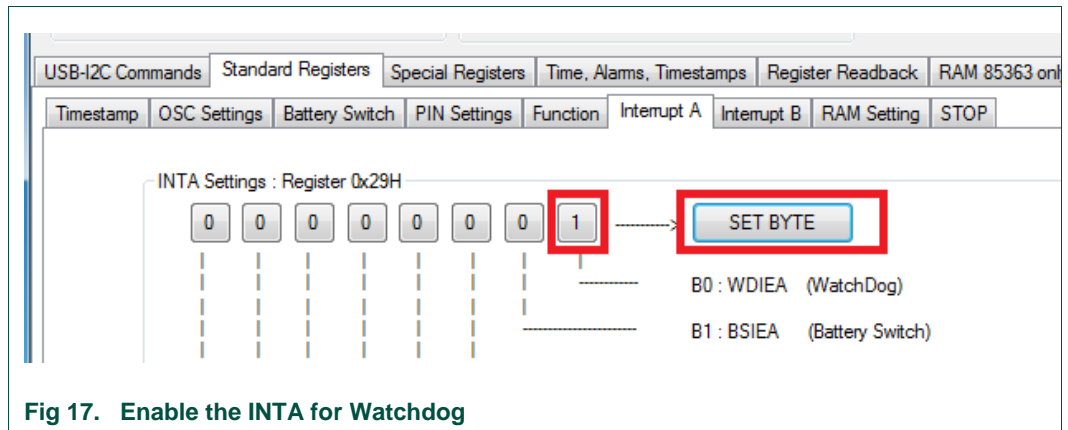 USB-I2C Commands Standard Registers Special Registers Time, Alarms, Timestamps Register Readback RAM 85363
Timestamp OSC Settings Battery Switch PIN Settings Function Interrupt A Interrupt B RAM Setting STOP
INTA Settings : Register 0x29H
0 0 0 0 0 0 0 1 ----------> SET BYTE
B0 : WDIEA (WatchDog)
B1 : BSIEA (Battery Switch)
Fig 17. Enable the INTA for Watchdog